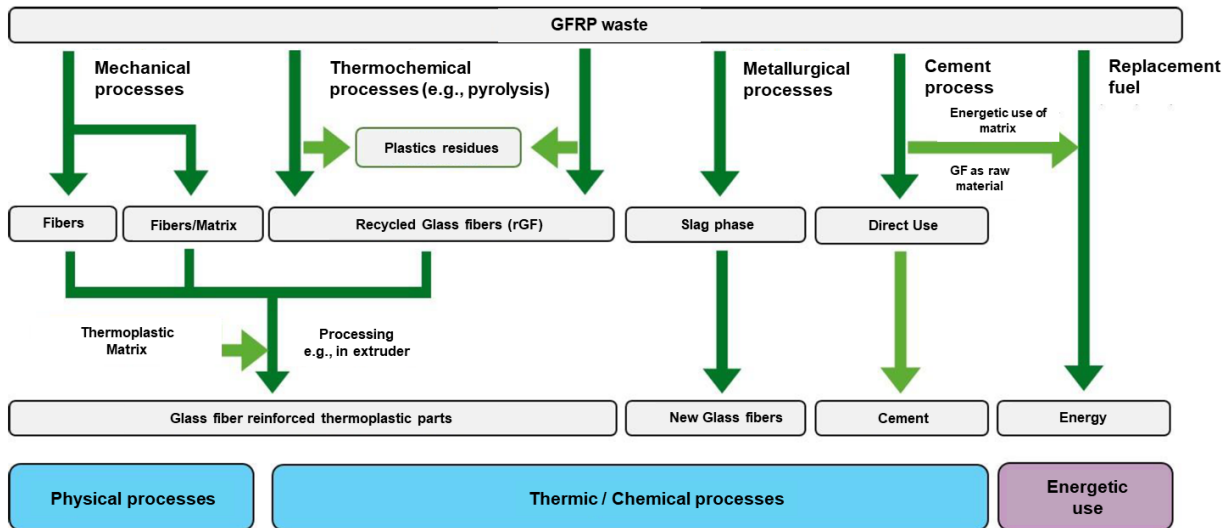 GFRP waste
Mechanical
processes
Thermochemical
processes (e.g., pyrolysis)
Metallurgical
processes
Cement
process
Replacement
fuel
Energetic use of
matrix
Plastics residues
GF as raw
material
Fibers
Fibers/Matrix
Recycled Glass fibers (rGF)
Slag phase
Direct Use
Thermoplastic
Matrix
Processing
e.g., in extruder
Glass fiber reinforced thermoplastic parts
New Glass fibers
Cement
Energy
Physical processes
Thermic / Chemical processes
Energetic
use